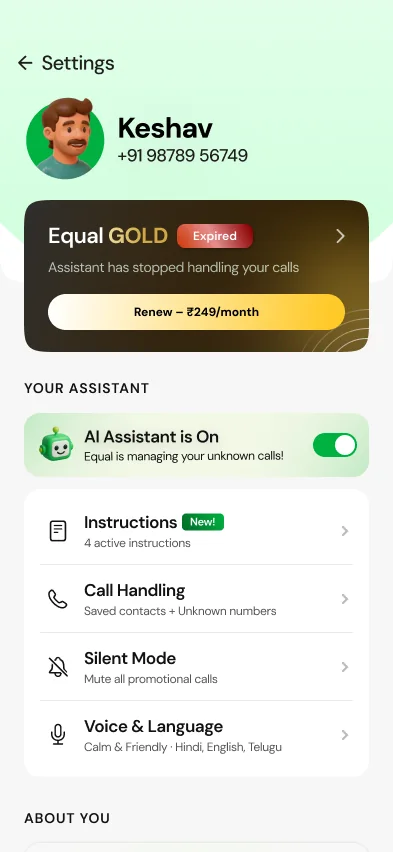 Settings
Keshav
+91 98789 56749
Equal GOLD Expired
Assistant has stopped handling your calls
Renew – ₹249/month
YOUR ASSISTANT
AI Assistant is On
Equal is managing your unknown calls!
Instructions New!
4 active instructions
Call Handling
Saved contacts + Unknown numbers
Silent Mode
Mute all promotional calls
Voice & Language
Calm & Friendly · Hindi, English, Telugu
ABOUT YOU